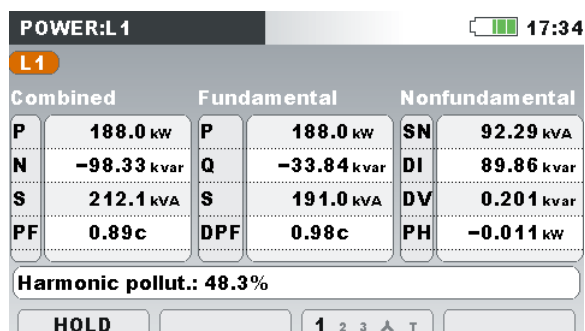 POWER:L1 17:34
L1
Combined Fundamental Nonfundamental
P 188.0 kW P 188.0 kW SN 92.29 kVA
N -98.33 kvar Q -33.84 kvar DI 89.86 kvar
S 212.1 kVA S 191.0 kVA DV 0.201 kvar
PF 0.89c DPF 0.98c PH -0.011 kW
Harmonic pollut.: 48.3%
HOLD 1 2 3 ⅄ T